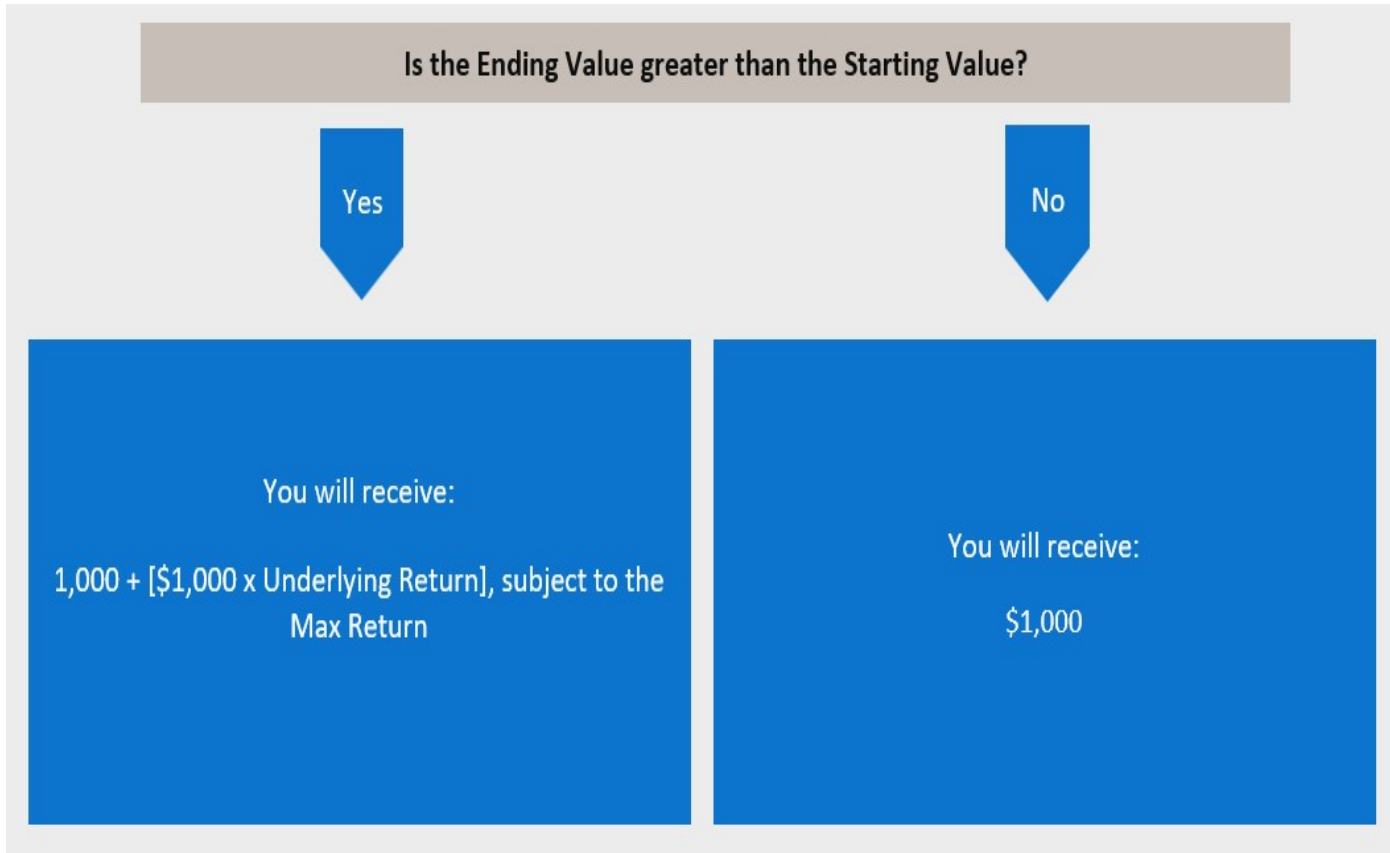 Is the Ending Value greater than the Starting Value?
Yes
No
You will receive:
1,000 + [$1,000 x Underlying Return], subject to the
Max Return
You will receive:
$1,000